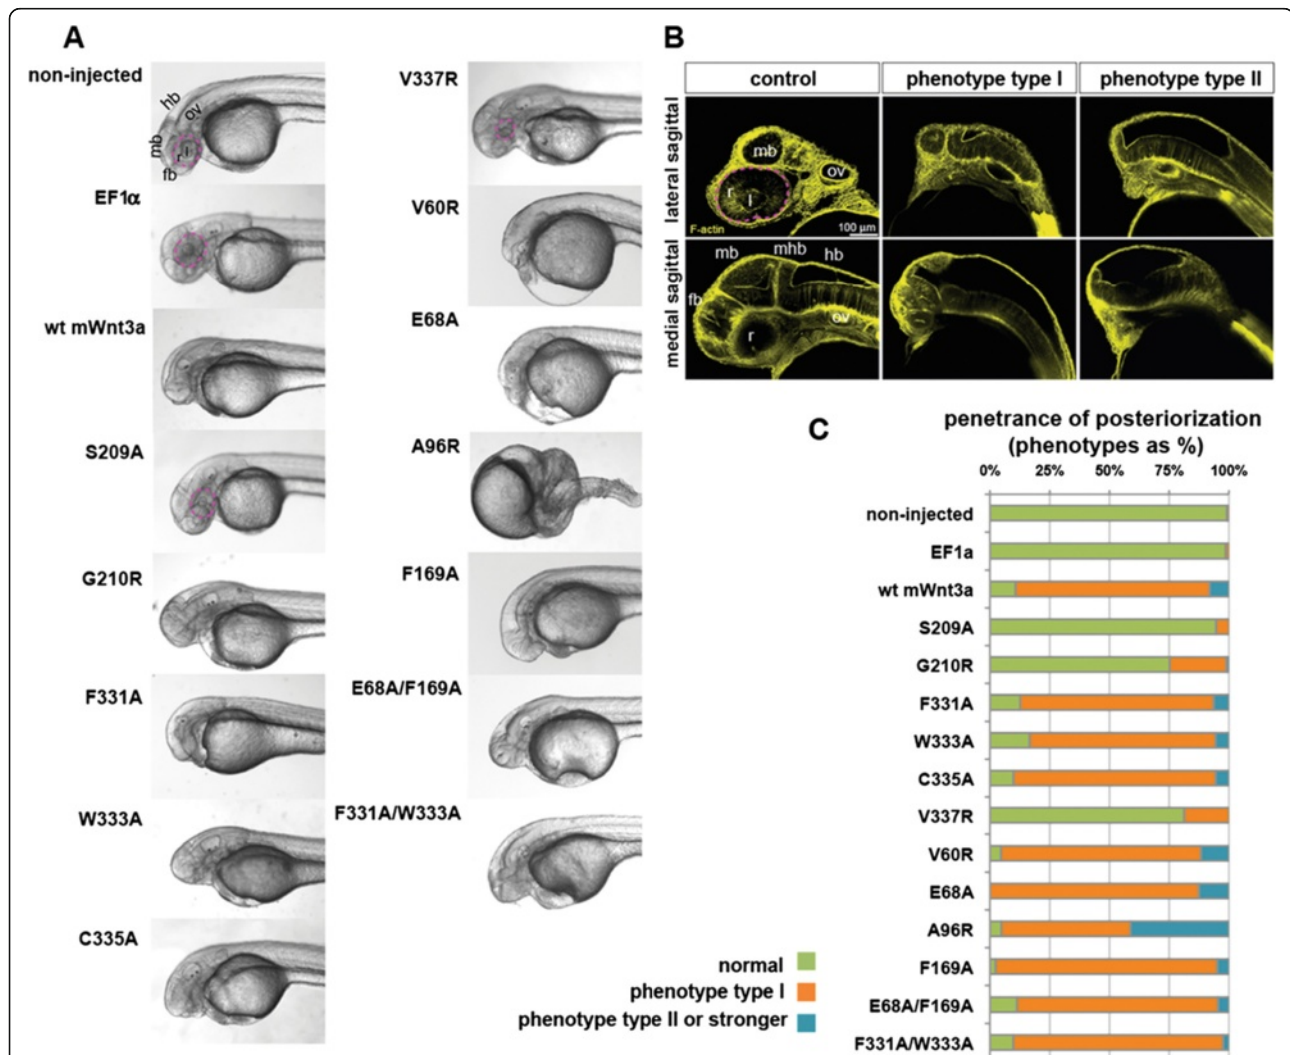 A
non-injected
hb
ov
mb
r
l
fb
EF1α
wt mWnt3a
S209A
G210R
F331A
W333A
C335A
V337R
V60R
E68A
A96R
F169A
E68A/F169A
F331A/W333A
B
control
phenotype type I
phenotype type II
lateral sagittal
mb
ov
r
l
F-actin
100 µm
medial sagittal
mb
mhb
hb
fb
ov
r
C
penetrance of posteriorization
(phenotypes as %)
0% 25% 50% 75% 100%
non-injected
EF1a
wt mWnt3a
S209A
G210R
F331A
W333A
C335A
V337R
V60R
E68A
A96R
F169A
E68A/F169A
F331A/W333A
normal
phenotype type I
phenotype type II or stronger